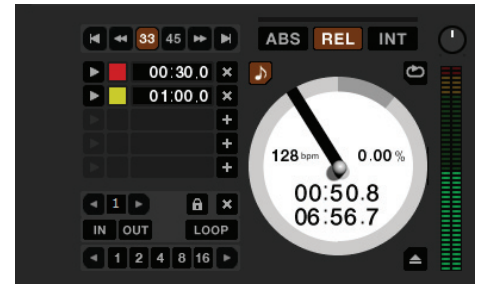 33 45 ABS REL INT
00:30.0
01:00.0
128 bpm 0.00 %
00:50.8
06:56.7
1
IN OUT LOOP
1 2 4 8 16